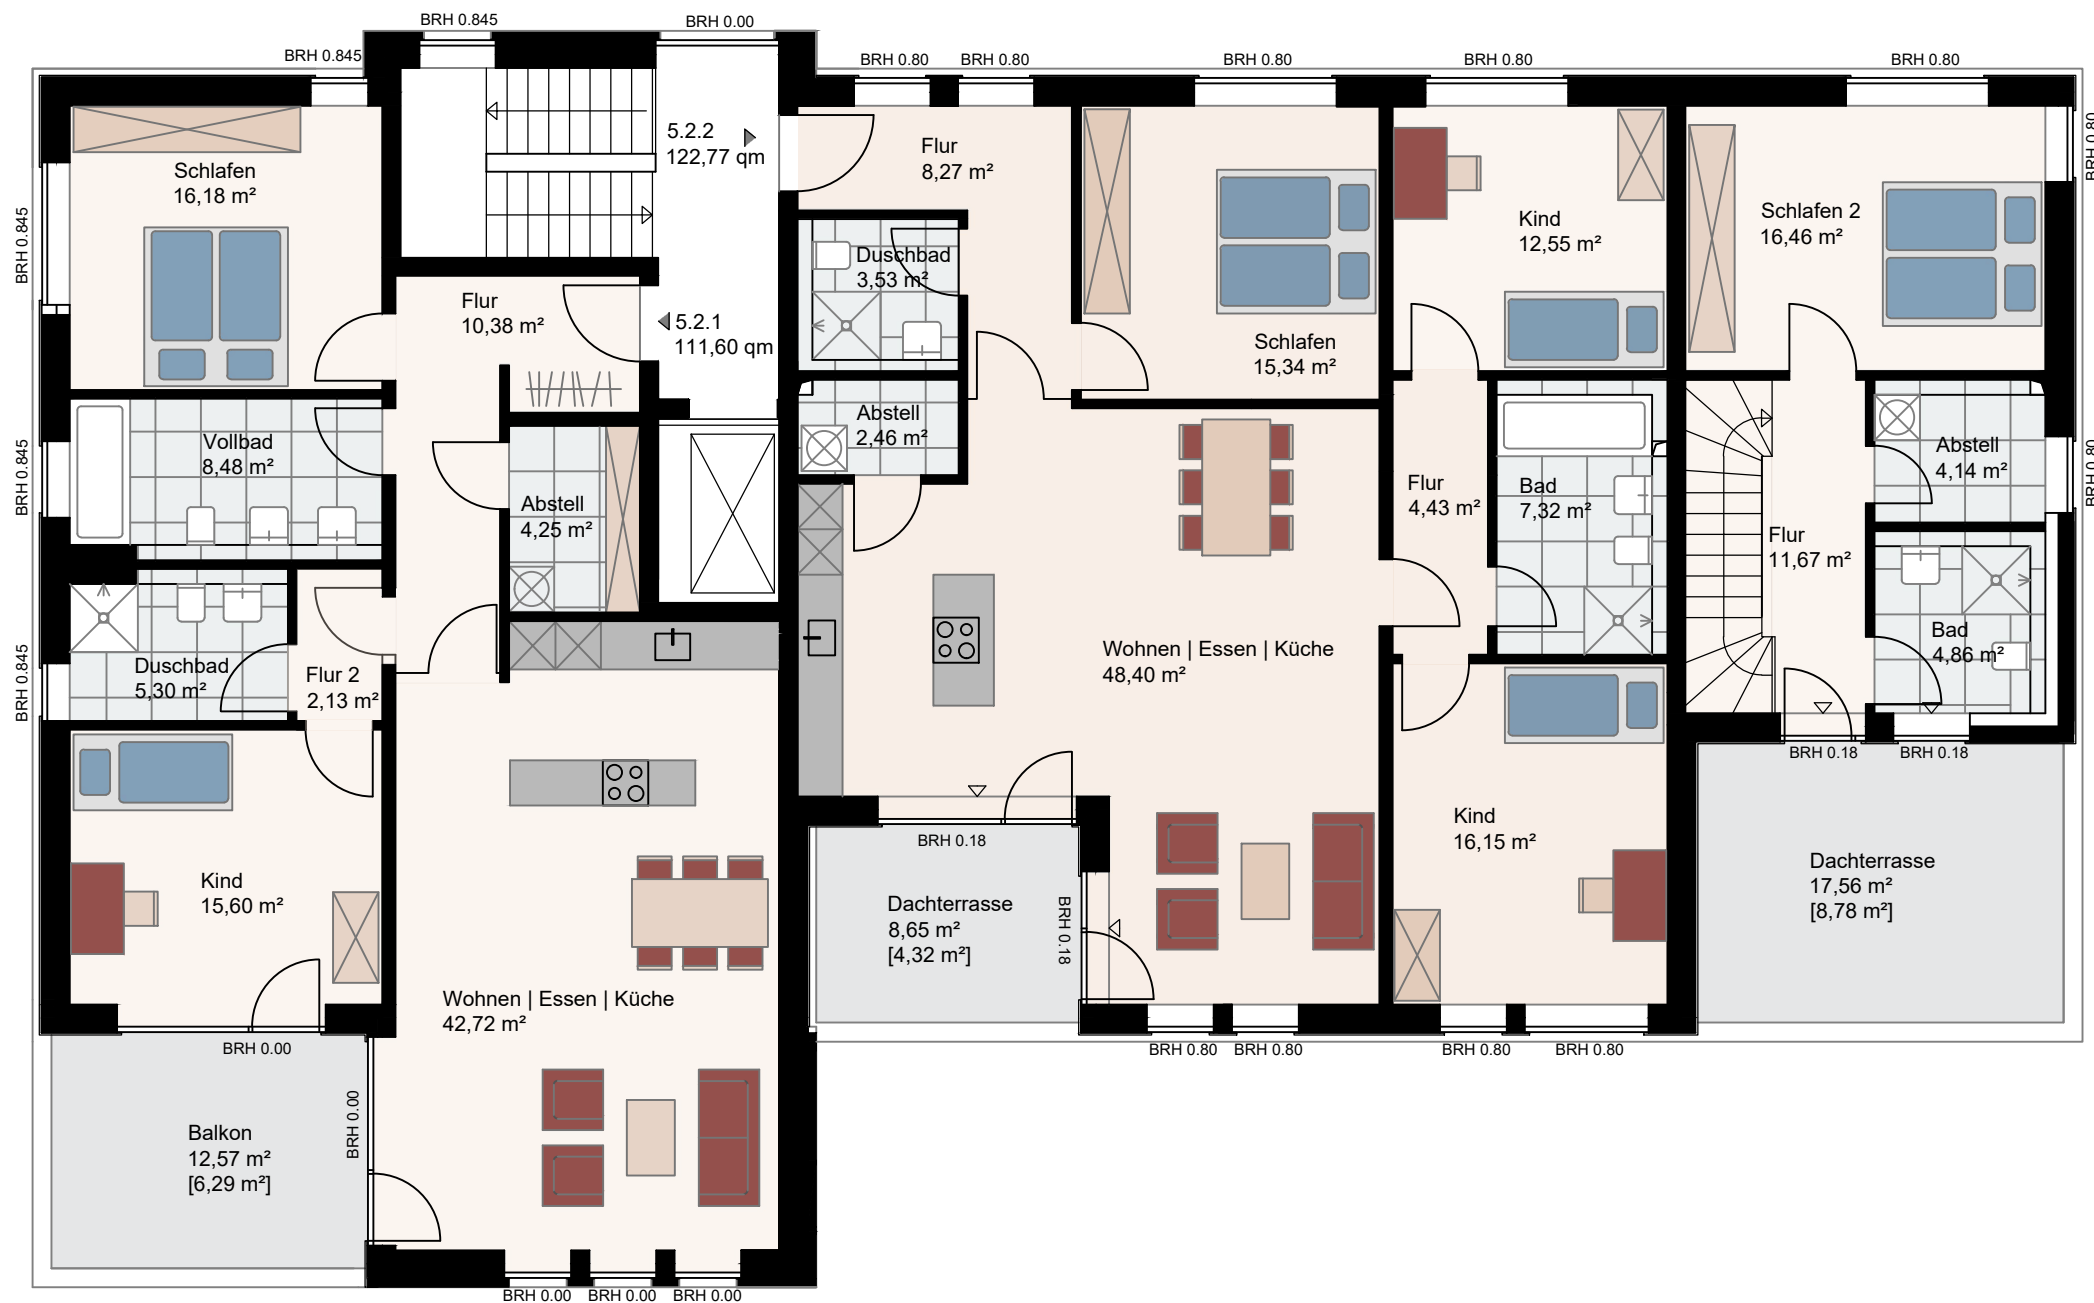 BRH 0.845
BRH 0.00
BRH 0.845
BRH 0.80
BRH 0.80
BRH 0.80
BRH 0.80
BRH 0.80
5.2.2
122,77 qm
Flur
8,27 m²
Schlafen
16,18 m²
BRH 0.80
Kind
12,55 m²
Schlafen 2
16,46 m²
BRH 0.845
Duschbad
3,53 m²
Flur
10,38 m²
5.2.1
111,60 qm
Schlafen
15,34 m²
Abstell
2,46 m²
Vollbad
8,48 m²
BRH 0.845
Abstell
4,25 m²
Flur
4,43 m²
Bad
7,32 m²
Abstell
4,14 m²
BRH 0.80
Flur
11,67 m²
Duschbad
5,30 m²
Flur 2
2,13 m²
BRH 0.845
Wohnen | Essen | Küche
48,40 m²
Bad
4,86 m²
BRH 0.18
BRH 0.18
Kind
16,15 m²
BRH 0.18
Kind
15,60 m²
Dachterrasse
8,65 m²
[4,32 m²]
BRH 0.18
Dachterrasse
17,56 m²
[8,78 m²]
Wohnen | Essen | Küche
42,72 m²
BRH 0.00
BRH 0.80
BRH 0.80
BRH 0.80
BRH 0.80
Balkon
12,57 m²
[6,29 m²]
BRH 0.00
BRH 0.00
BRH 0.00
BRH 0.00